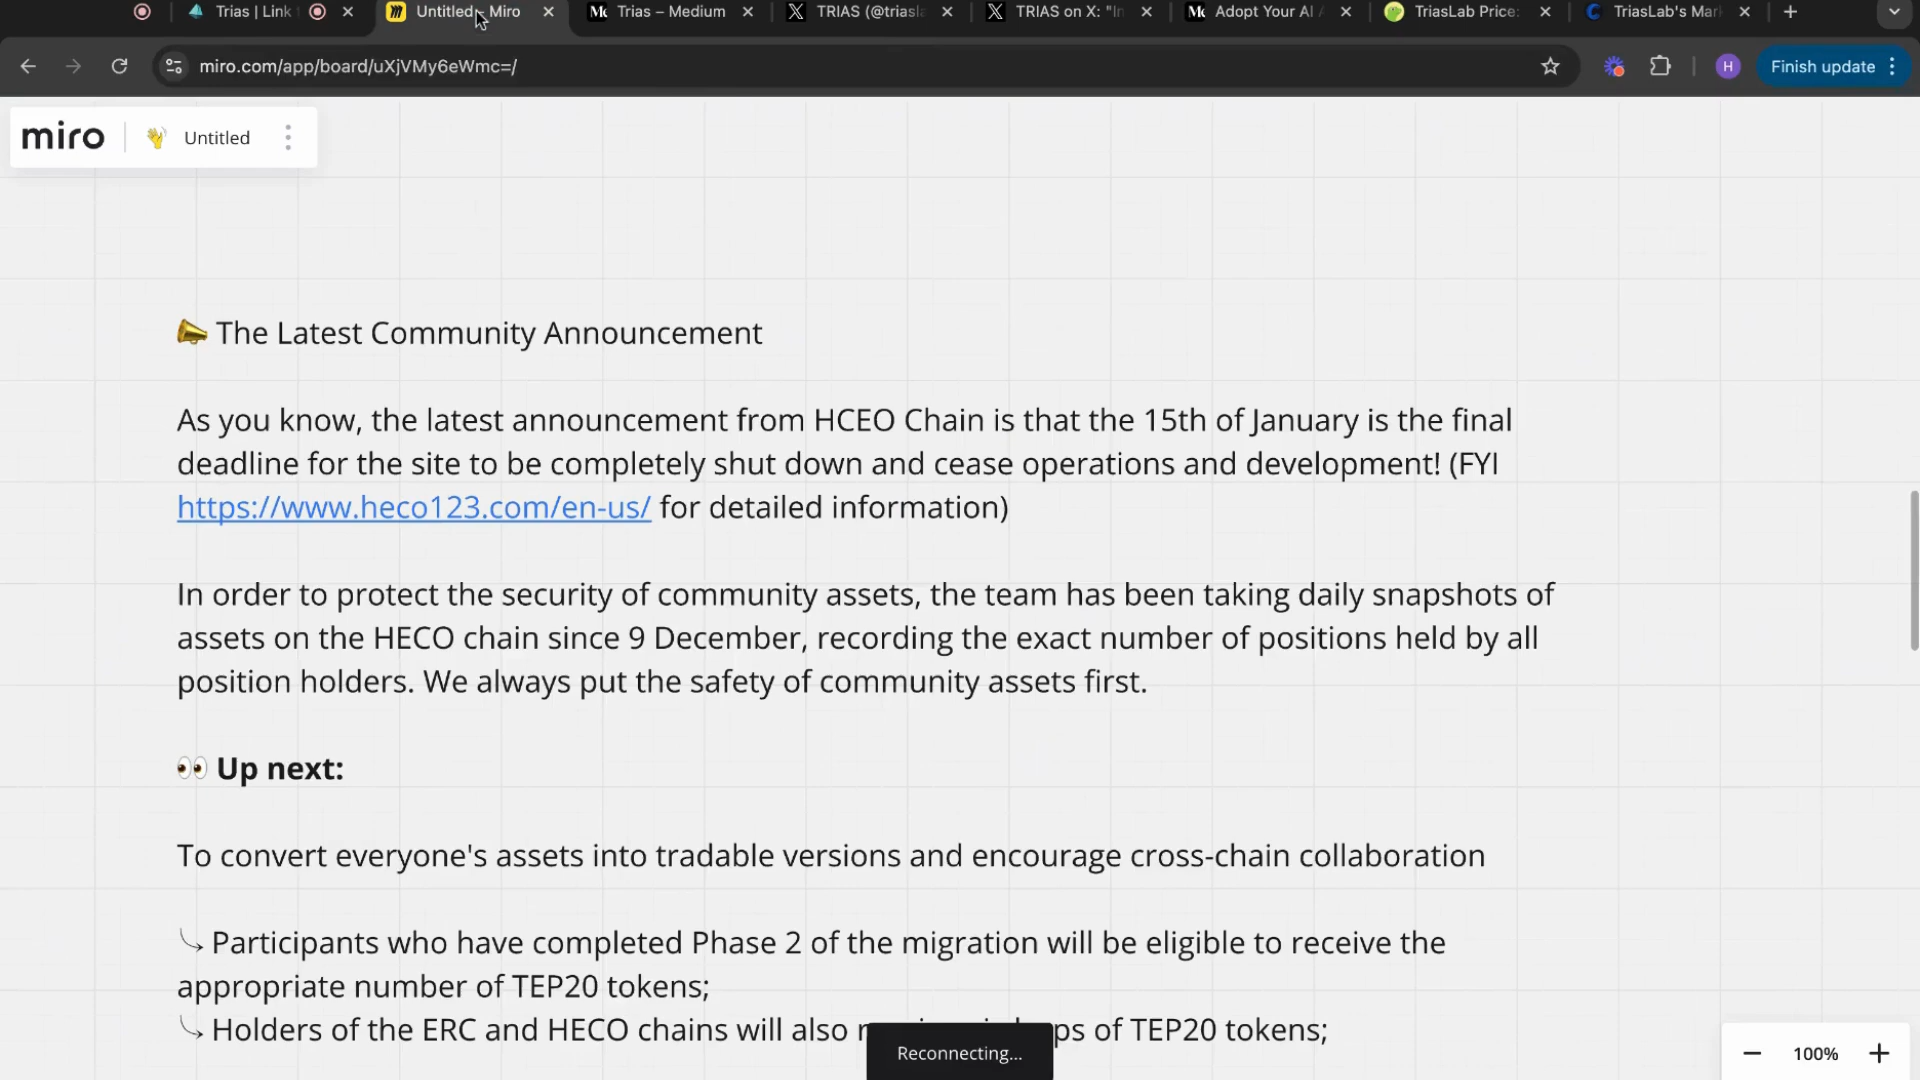 Trias | Link
Untitled - Miro
Trias – Medium
TRIAS (@triasl
TRIAS on X: "In
Adopt Your AI
TriasLab Price:
TriasLab's Mar
miro.com/app/board/uXjVMy6eWmc=/
H
Finish update
miro
Untitled
The Latest Community Announcement
As you know, the latest announcement from HCEO Chain is that the 15th of January is the final
deadline for the site to be completely shut down and cease operations and development! (FYI
https://www.heco123.com/en-us/ for detailed information)
In order to protect the security of community assets, the team has been taking daily snapshots of
assets on the HECO chain since 9 December, recording the exact number of positions held by all
position holders. We always put the safety of community assets first.
Up next:
To convert everyone's assets into tradable versions and encourage cross-chain collaboration
Participants who have completed Phase 2 of the migration will be eligible to receive the
appropriate number of TEP20 tokens;
Holders of the ERC and HECO chains will also of TEP20 tokens;
Reconnecting...
100%